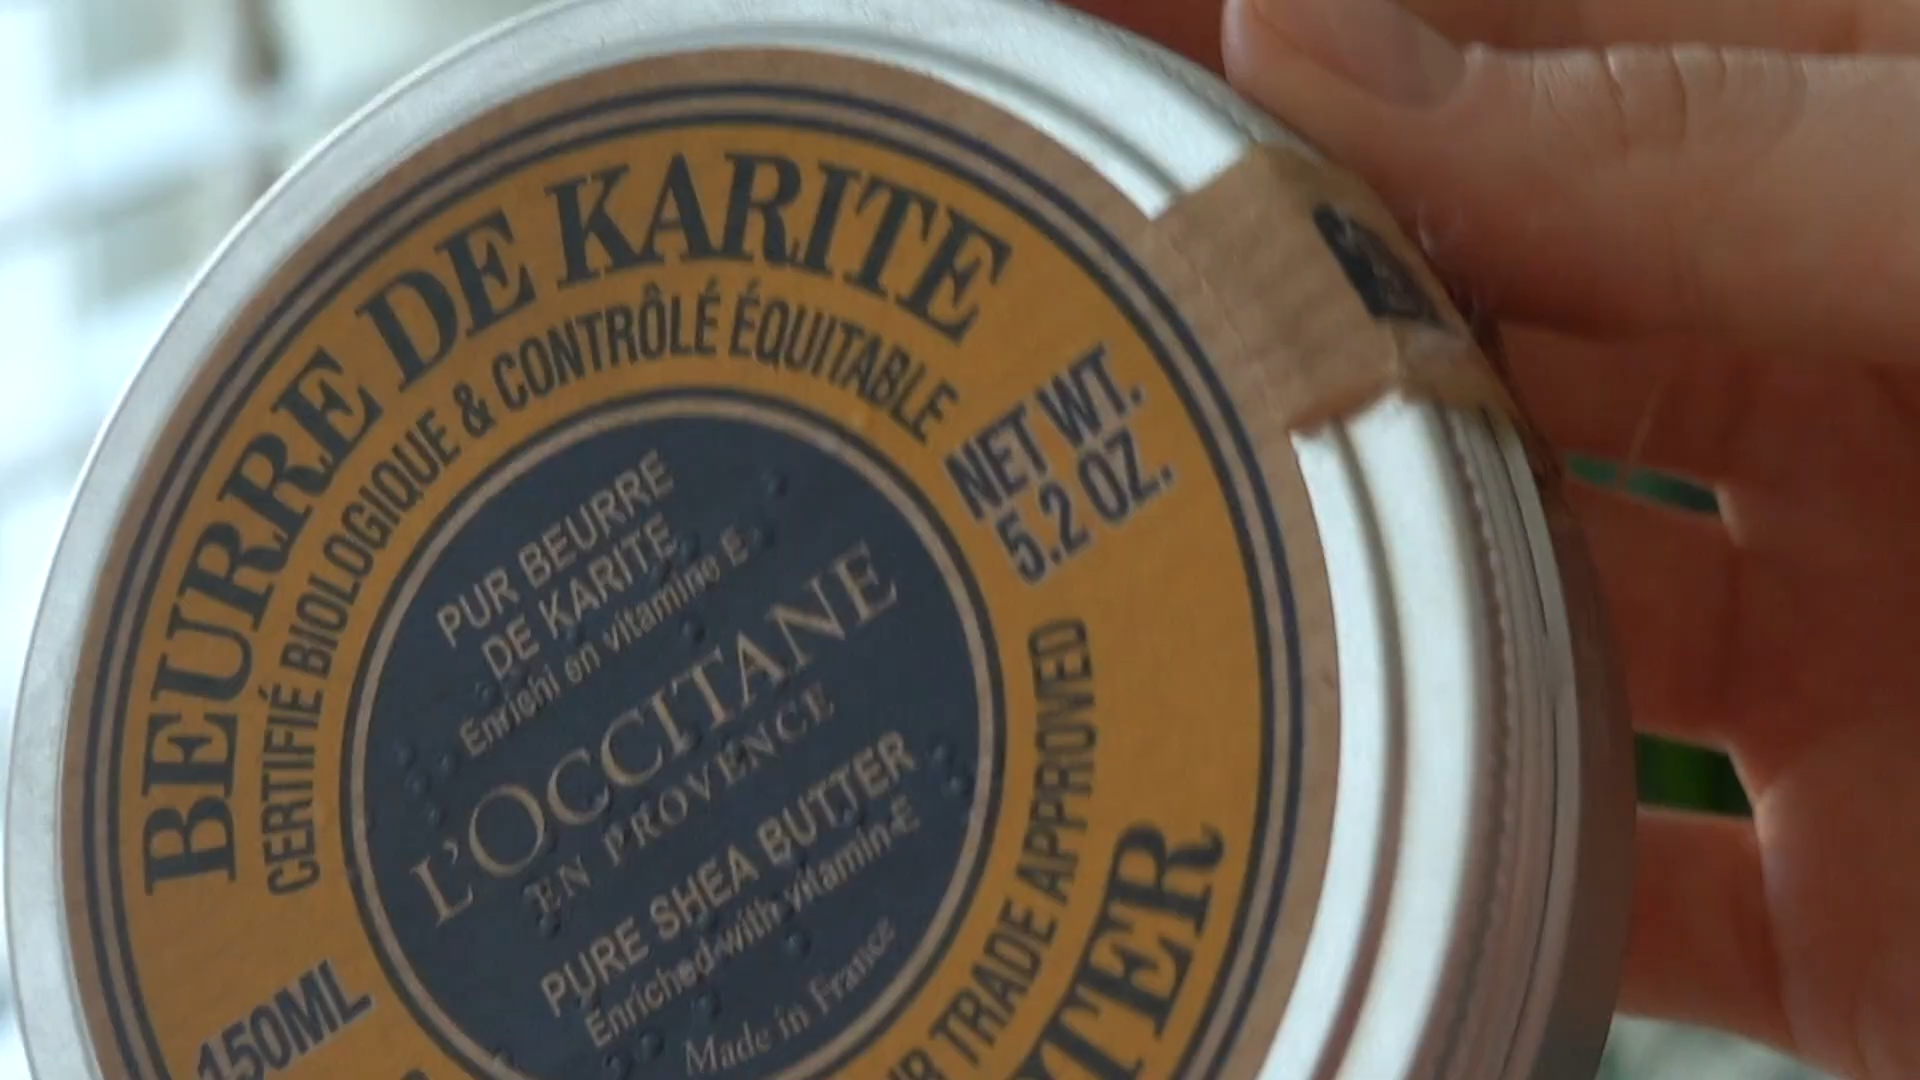 BEURRE DE KARITE
CERTIFIÉ BIOLOGIQUE & CONTRÔLÉ ÉQUITABLE
NET WT.
5.2 OZ.
PUR BEURRE
DE KARITE
Enrichi en vitamine E
L'OCCITANE
EN PROVENCE
PURE SHEA BUTTER
Enriched with vitamin E
Made in France
150ML
TRADE APPROVED